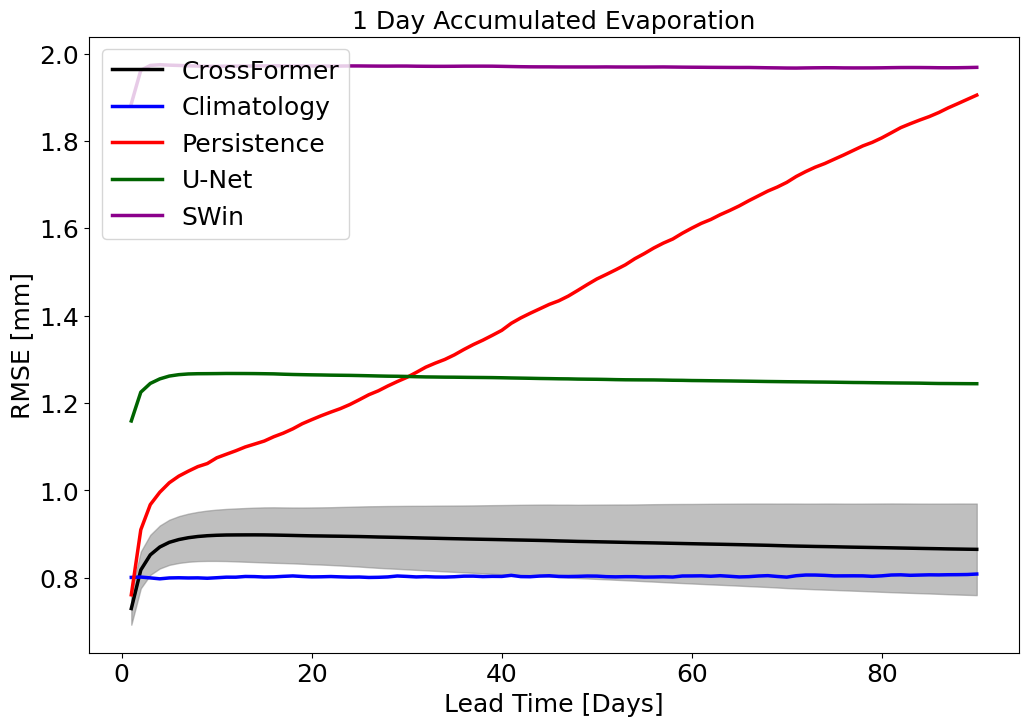 1 Day Accumulated Evaporation
2.0
1.8
1.6
1.4
1.2
1.0
0.8
RMSE [mm]
CrossFormer
Climatology
Persistence
U-Net
SWin
0
20
40
60
80
Lead Time [Days]